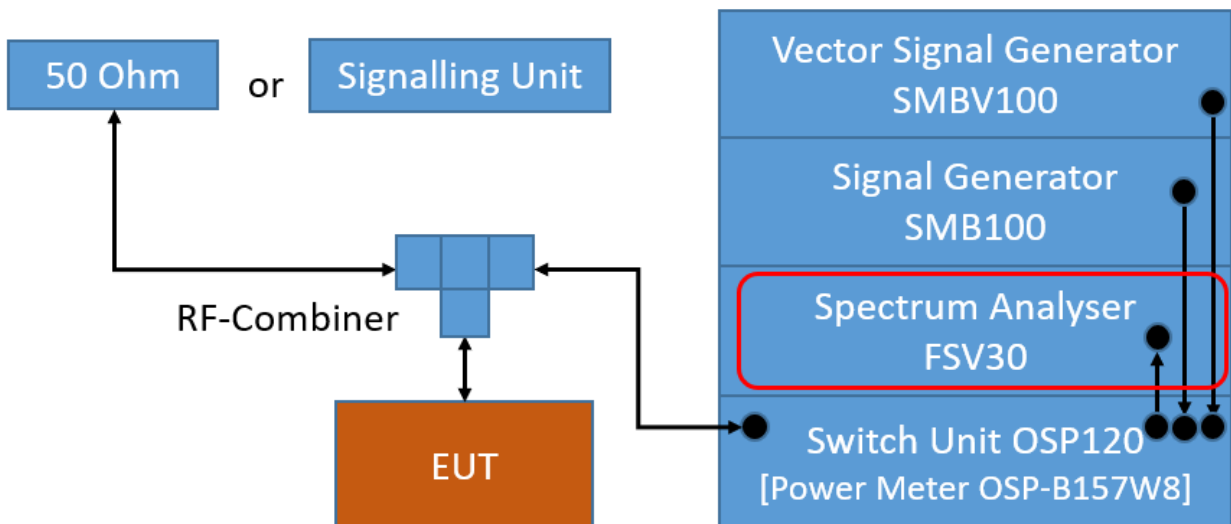 50 Ohm
or
Signalling Unit
RF-Combiner
EUT
Vector Signal Generator
SMBV100
Signal Generator
SMB100
Spectrum Analyser
FSV30
Switch Unit OSP120
[Power Meter OSP-B157W8]